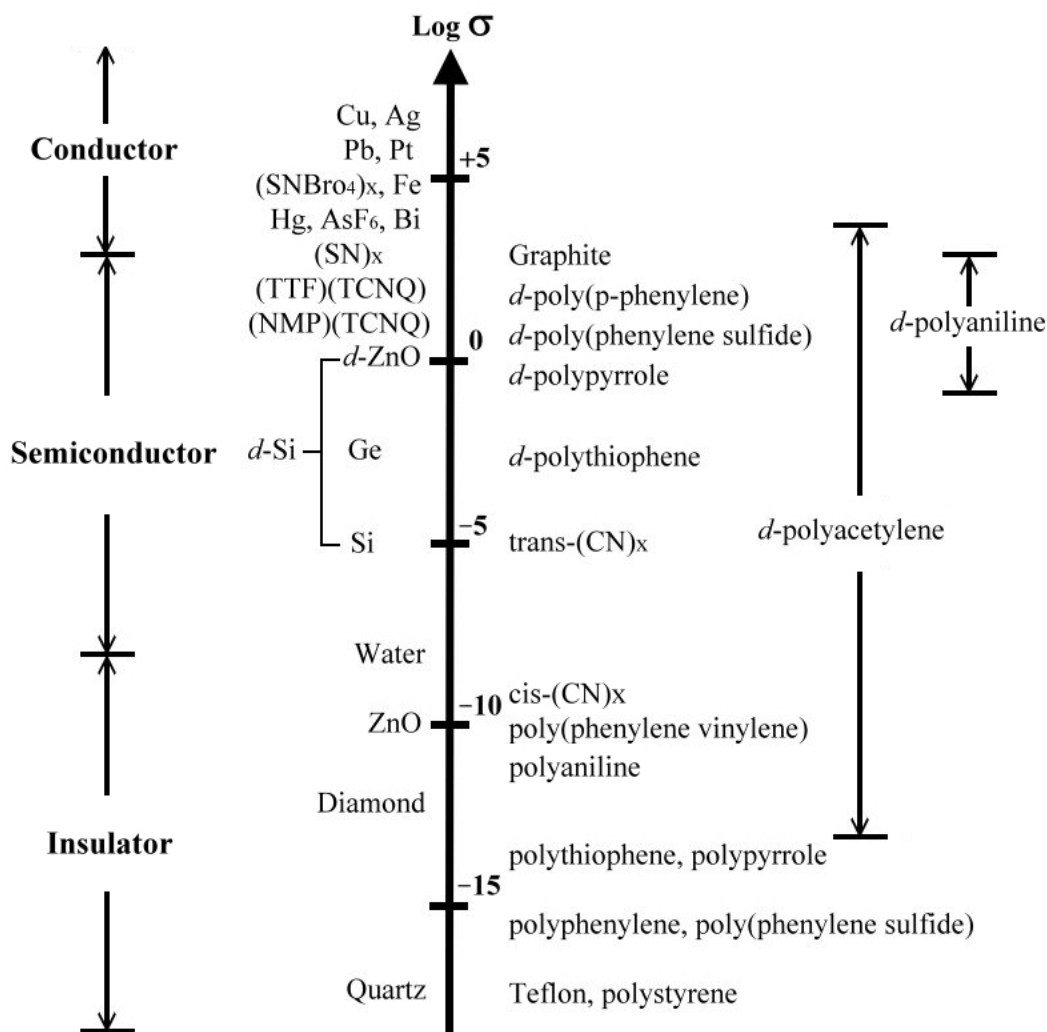 Log σ
Cu, Ag
Conductor
Pb, Pt
+5
(SNBro₄)x, Fe
Hg, AsF₆, Bi
(SN)x
Graphite
(TTF)(TCNQ)
d-poly(p-phenylene)
(NMP)(TCNQ)
d-polyaniline
0
d-poly(phenylene sulfide)
d-ZnO
d-polypyrrole
Semiconductor
d-Si
Ge
d-polythiophene
−5
d-polyacetylene
Si
trans-(CN)x
Water
cis-(CN)x
−10
ZnO
poly(phenylene vinylene)
polyaniline
Diamond
Insulator
polythiophene, polypyrrole
−15
polyphenylene, poly(phenylene sulfide)
Quartz
Teflon, polystyrene